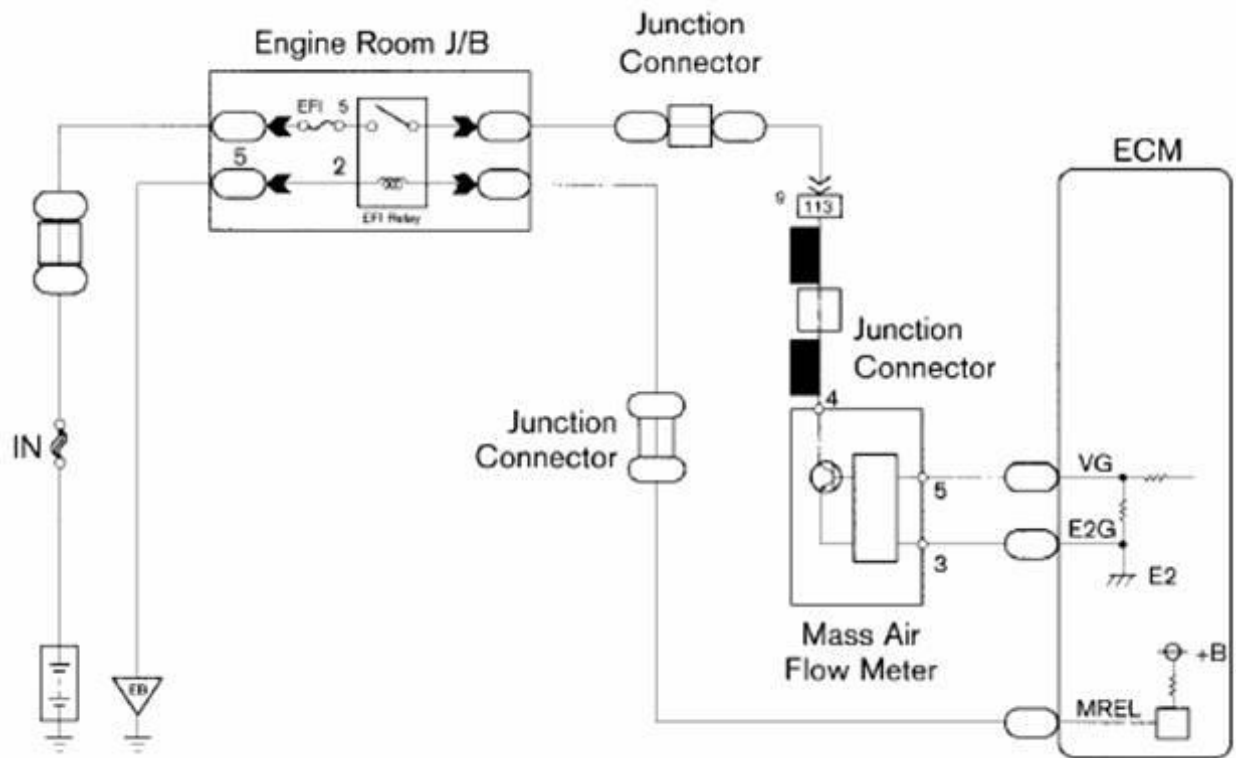 Engine Room J/B
Junction
Connector
EFI 5
5
2
EFI Relay
ECM
9
113
Junction
Connector
4
IN
Junction
Connector
5
VG
3
E2G
E2
Mass Air
Flow Meter
+B
EB
MREL